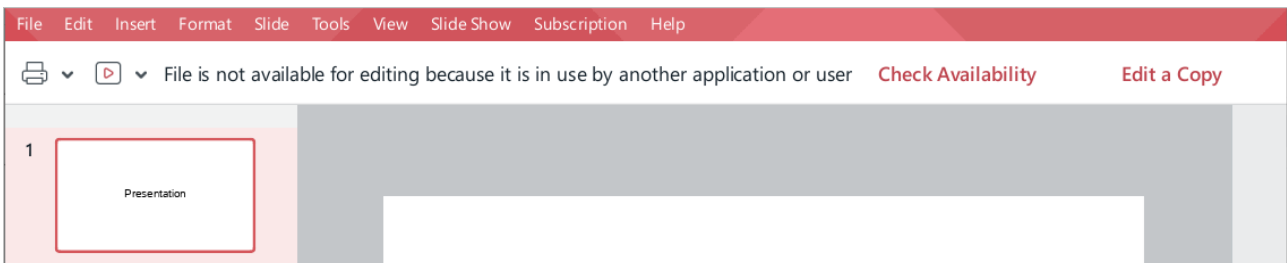 File Edit Insert Format Slide Tools View Slide Show Subscription Help
File is not available for editing because it is in use by another application or user Check Availability Edit a Copy
1
Presentation